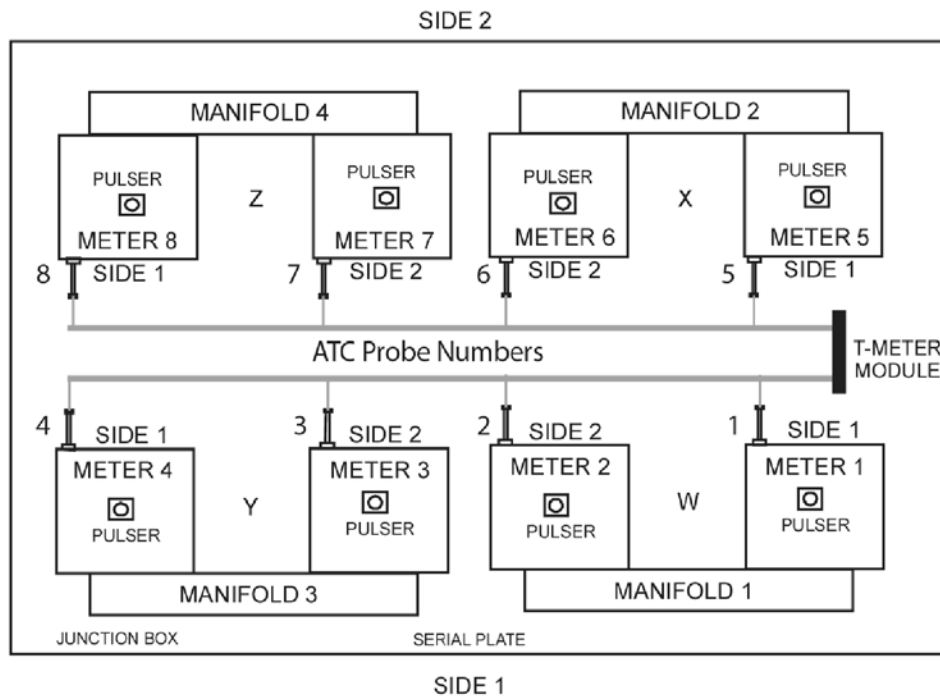 SIDE 2
MANIFOLD 4
MANIFOLD 2
PULSER
Z
PULSER
PULSER
X
PULSER
METER 8
METER 7
METER 6
METER 5
8
SIDE 1
7
SIDE 2
6
SIDE 2
5
SIDE 1
ATC Probe Numbers
T-METER
MODULE
4
SIDE 1
3
SIDE 2
2
SIDE 2
1
SIDE 1
METER 4
METER 3
METER 2
METER 1
Y
W
PULSER
PULSER
PULSER
PULSER
MANIFOLD 3
MANIFOLD 1
JUNCTION BOX
SERIAL PLATE
SIDE 1